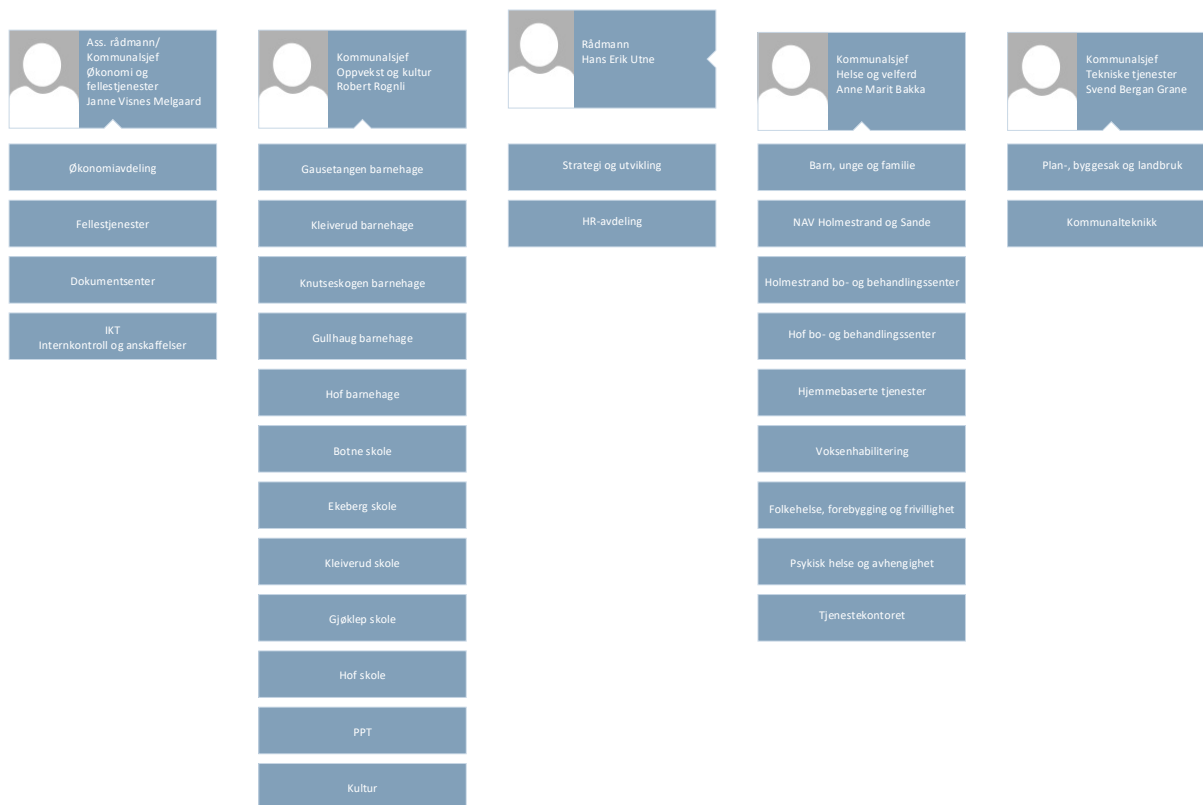 Ass. rådmann/
Kommunalsjef
Økonomi og
fellestjenester
Janne Visnes Melgaard
Økonomiavdeling
Fellestjenester
Dokumentsenter
IKT
Internkontroll og anskaffelser
Kommunalsjef
Oppvekst og kultur
Robert Rognli
Gausetangen barnehage
Kleiverud barnehage
Knutseskogen barnehage
Gullhaug barnehage
Hof barnehage
Botne skole
Ekeberg skole
Kleiverud skole
Gjøklep skole
Hof skole
PPT
Kultur
Rådmann
Hans Erik Utne
Strategi og utvikling
HR-avdeling
Kommunalsjef
Helse og velferd
Anne Marit Bakka
Barn, unge og familie
NAV Holmestrand og Sande
Holmestrand bo- og behandlingssenter
Hof bo- og behandlingssenter
Hjemmebaserte tjenester
Voksenhabilitering
Folkehelse, forebygging og frivillighet
Psykisk helse og avhengighet
Tjenestekontoret
Kommunalsjef
Tekniske tjenester
Svend Bergan Grane
Plan-, byggesak og landbruk
Kommunalteknikk